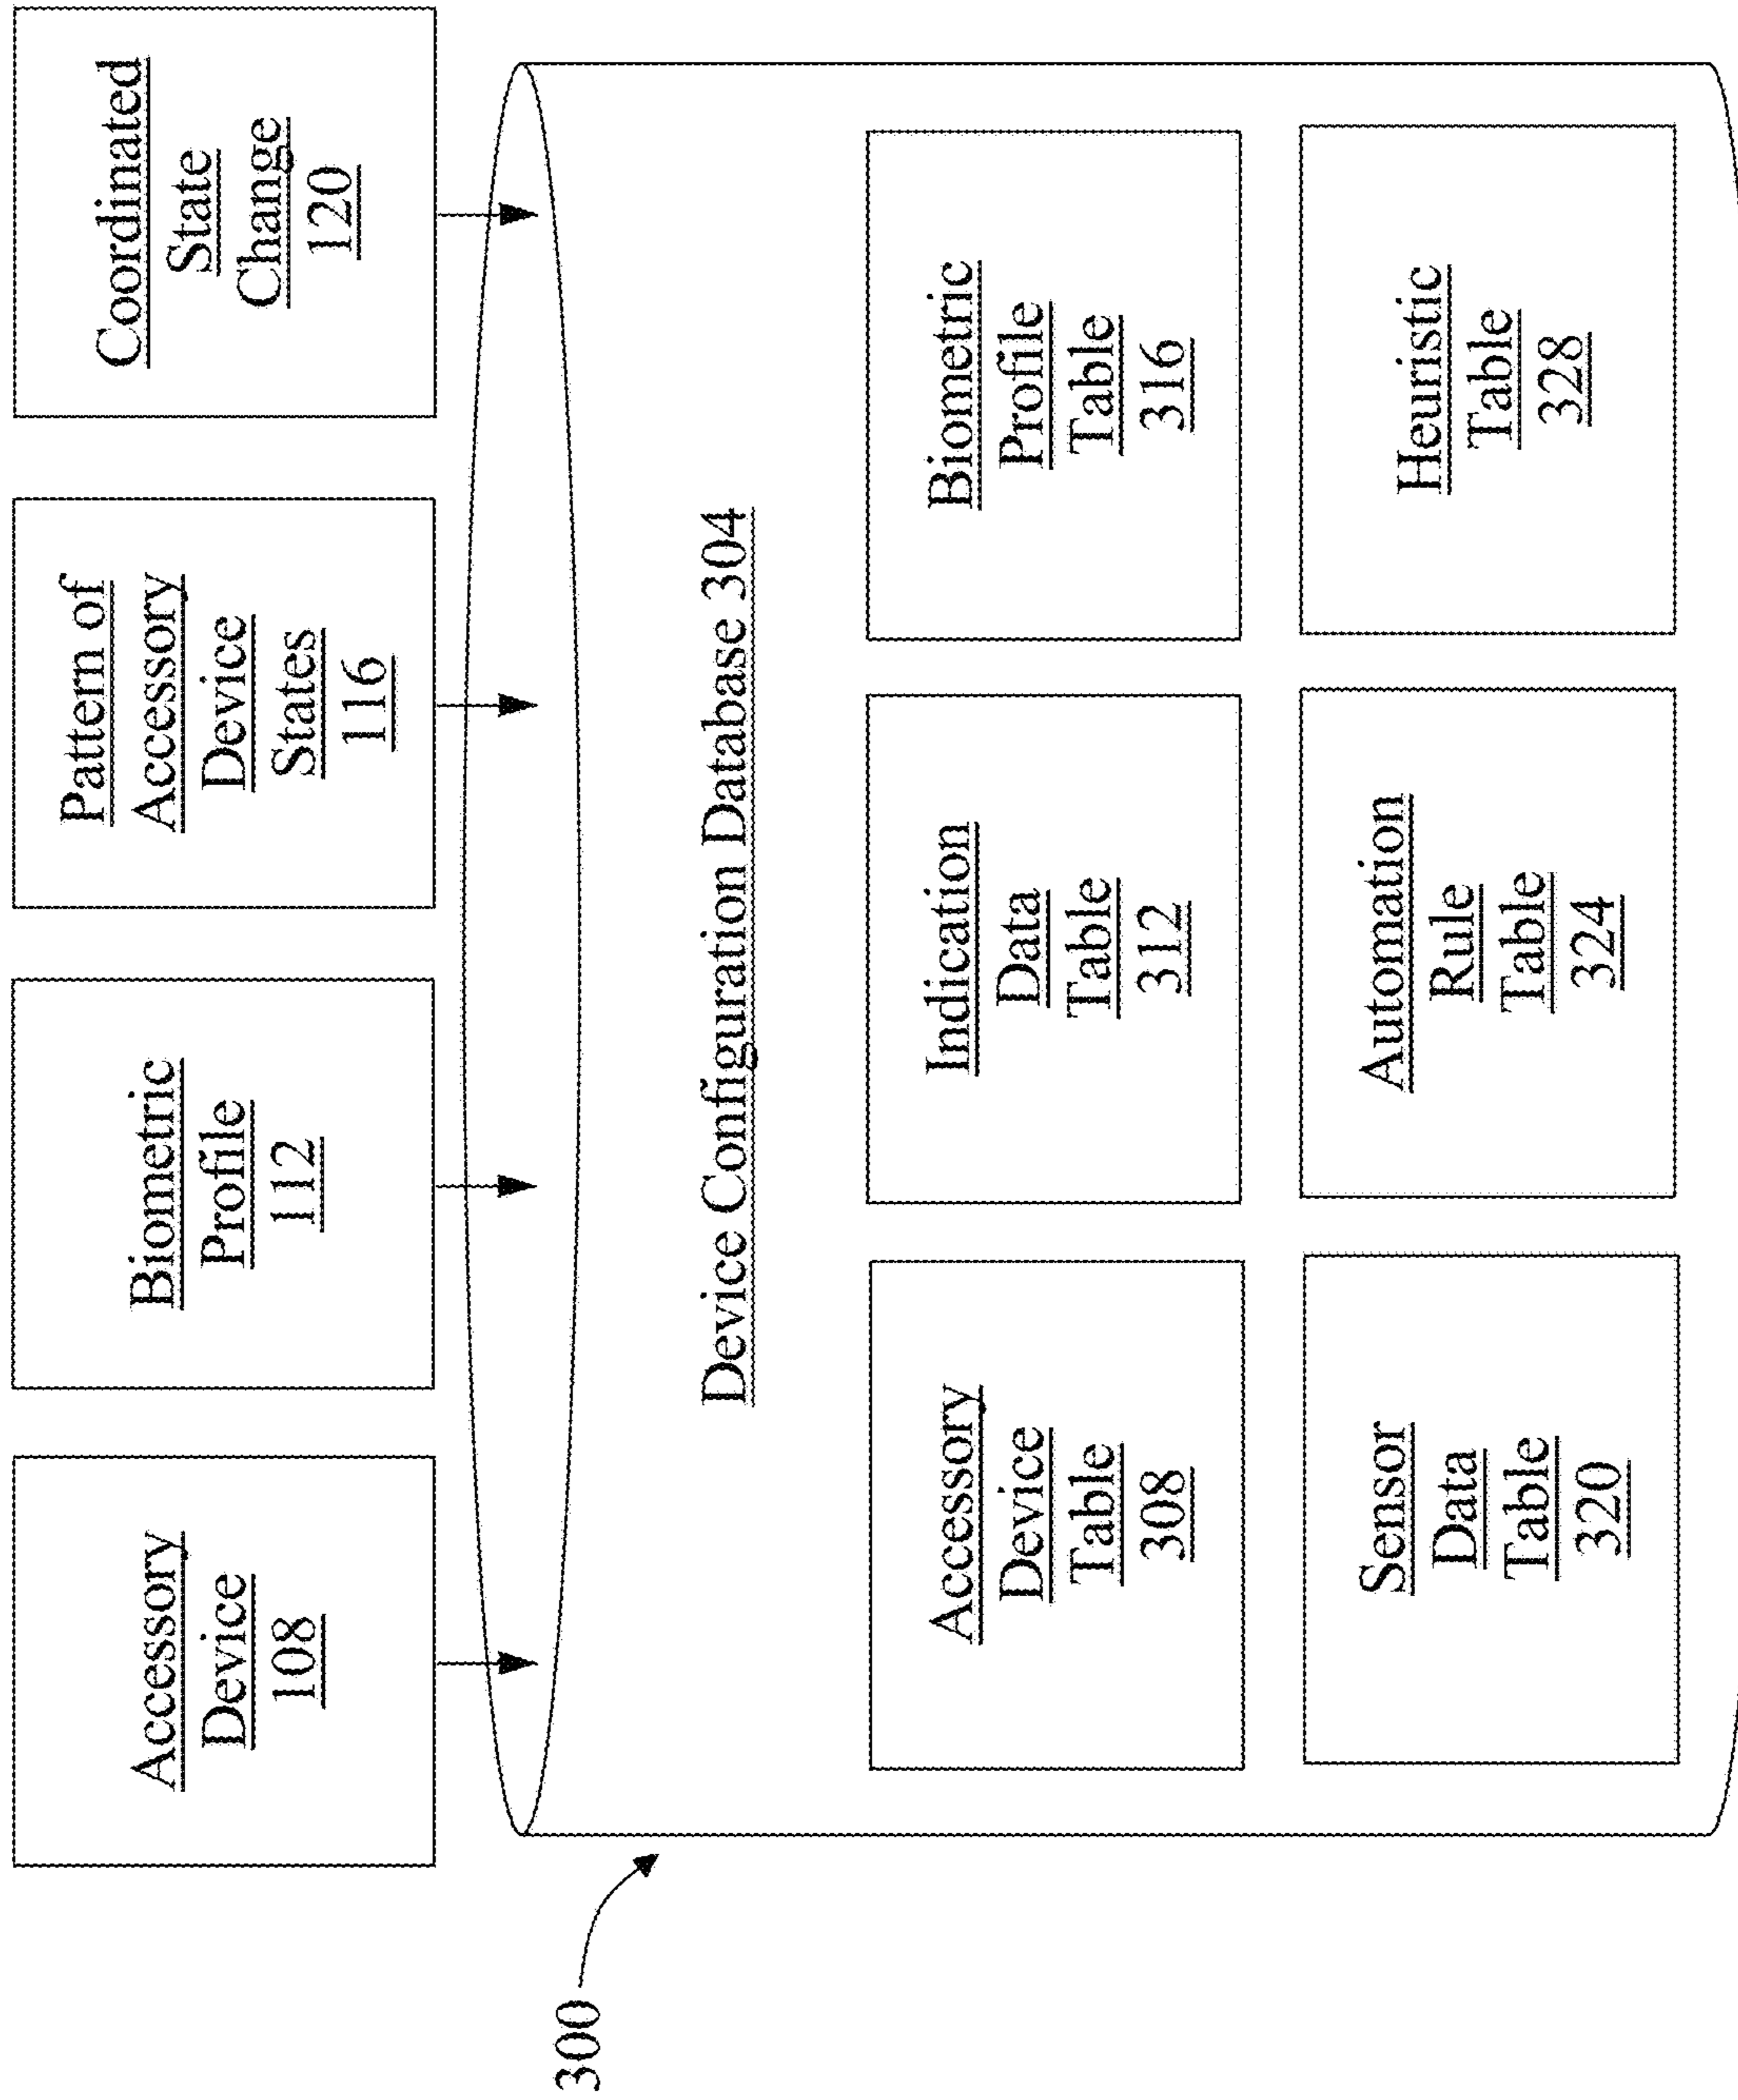 Accessory
Device
108
Biometric
Profile
112
Pattern of
Accessory
Device
States
116
Coordinated
State
Change
120
300
Device Configuration Database 304
Accessory
Device
Table
308
Indication
Data
Table
312
Biometric
Profile
Table
316
Sensor
Data
Table
320
Automation
Rule
Table
324
Heuristic
Table
328